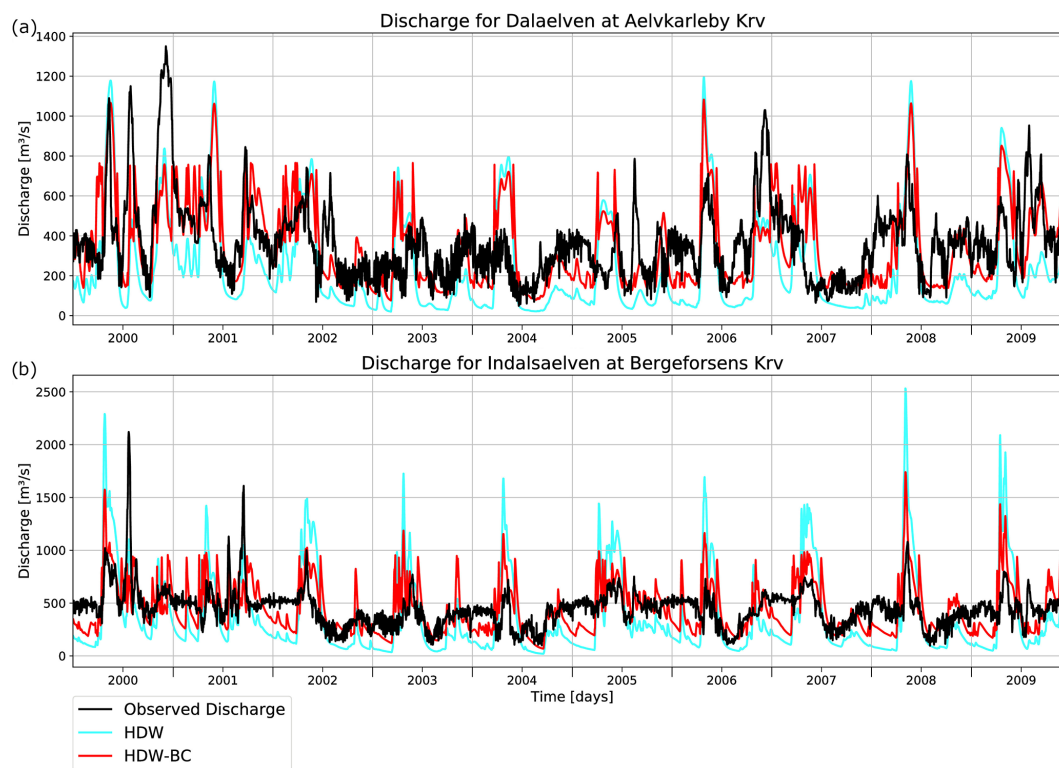 (a)
Discharge for Dalaelven at Aelvkarleby Krv
Discharge [m³/s]
1400
1200
1000
800
600
400
200
0
2000 2001 2002 2003 2004 2005 2006 2007 2008 2009
(b)
Discharge for Indalsaelven at Bergeforsens Krv
Discharge [m³/s]
2500
2000
1500
1000
500
0
2000 2001 2002 2003 2004 2005 2006 2007 2008 2009
Time [days]
Observed Discharge
HDW
HDW-BC